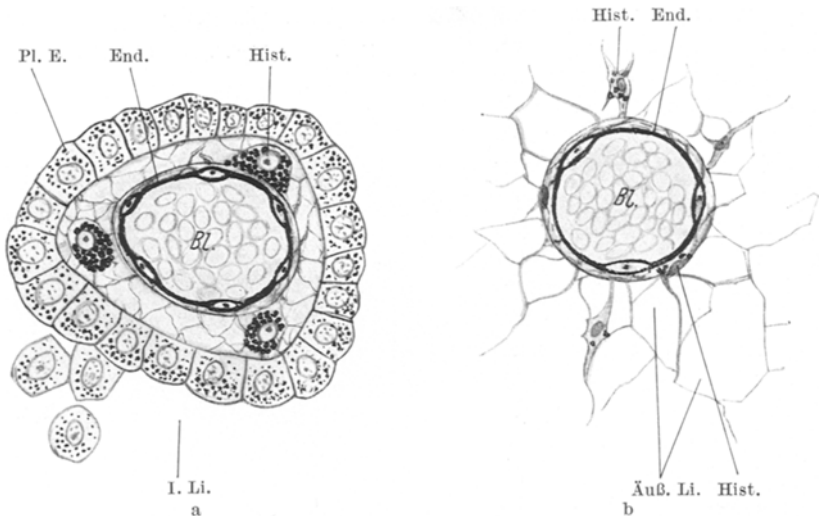 Hist. End.
Pl. E. End. Hist.
Bl.
Bl.
I. Li.
a
Äuß. Li. Hist.
b